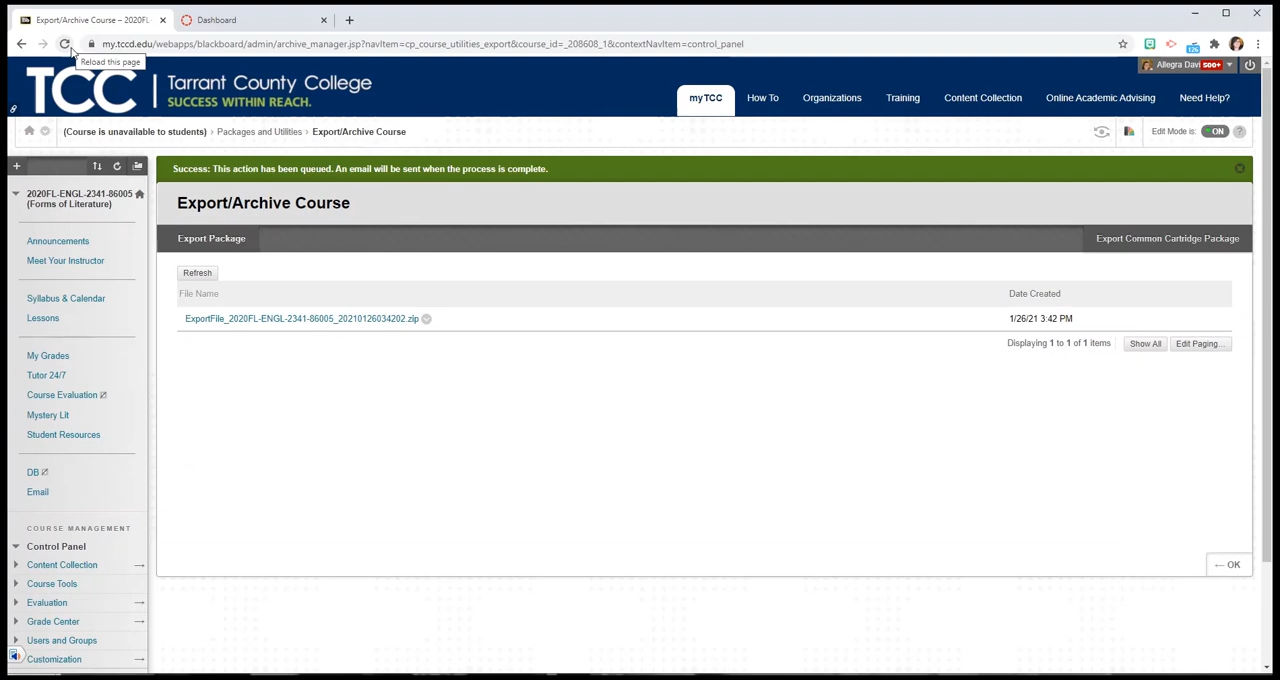 Export/Archive Course – 2020FL-
Dashboard
my.tccd.edu/webapps/blackboard/admin/archive_manager.jsp?navItem=cp_course_utilities_export&course_id=_208608_1&contextNavItem=control_panel
126
Reload this page
Allegra Davi 500+
TCC Tarrant County College
SUCCESS WITHIN REACH.
myTCC
How To
Organizations
Training
Content Collection
Online Academic Advising
Need Help?
(Course is unavailable to students) > Packages and Utilities > Export/Archive Course
Edit Mode is: ON ?
Success: This action has been queued. An email will be sent when the process is complete.
2020FL-ENGL-2341-86005
(Forms of Literature)
Announcements
Meet Your Instructor
Syllabus & Calendar
Lessons
My Grades
Tutor 24/7
Course Evaluation
Mystery Lit
Student Resources
DB
Email
COURSE MANAGEMENT
Control Panel
Content Collection
Course Tools
Evaluation
Grade Center
Users and Groups
Customization
Export/Archive Course
Export Package
Export Common Cartridge Package
Refresh
File Name
Date Created
ExportFile_2020FL-ENGL-2341-86005_20210126034202.zip
1/26/21 3:42 PM
Displaying 1 to 1 of 1 items
Show All
Edit Paging...
← OK